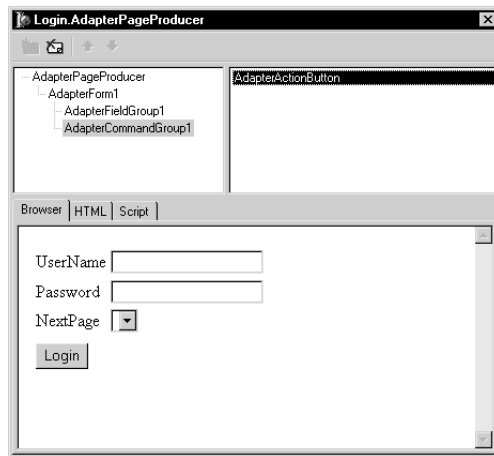 Login.AdapterPageProducer
AdapterPageProducer
AdapterForm1
AdapterFieldGroup1
AdapterCommandGroup1
AdapterActionButton
Browser HTML Script
UserName
Password
NextPage
Login